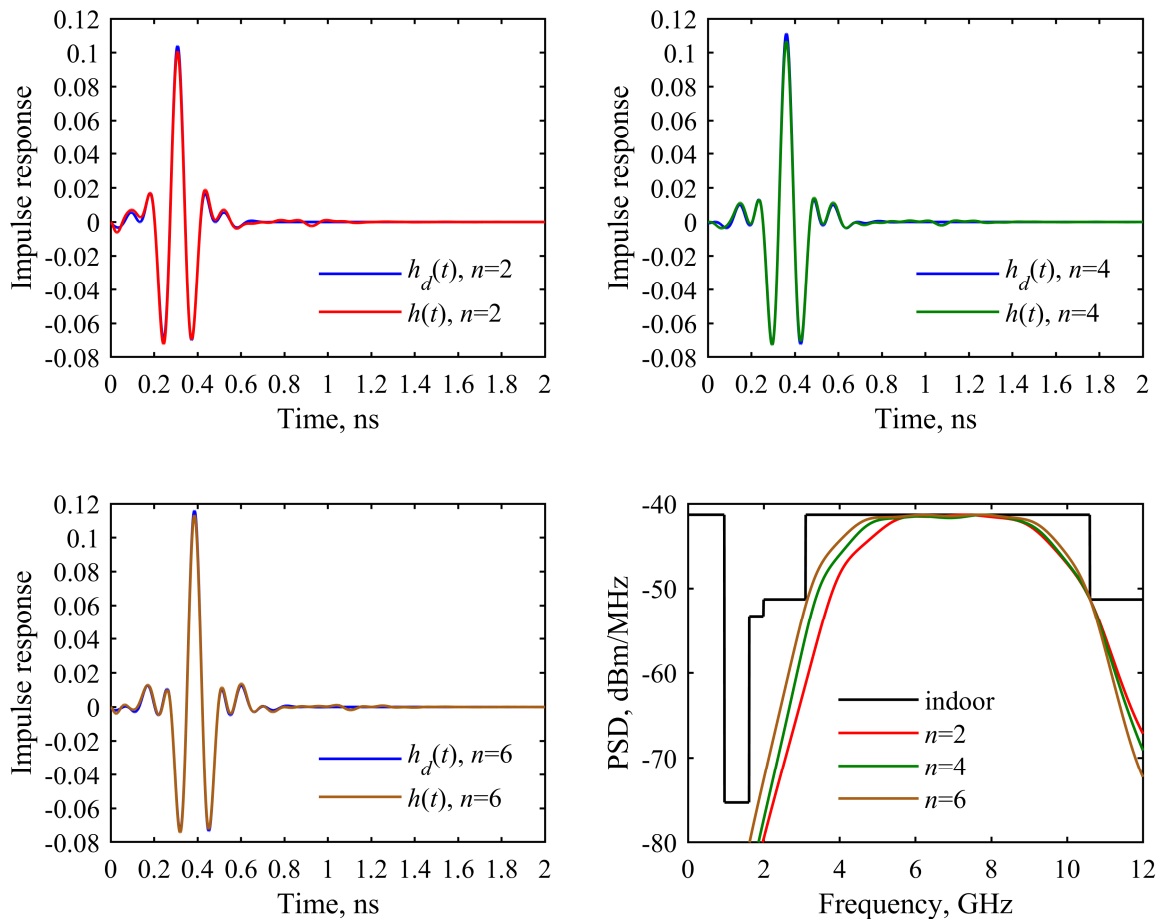 0.12
0.1
0.08
0.06
0.04
0.02
0
-0.02
-0.04
-0.06
-0.08
Impulse response
h_d(t), n=2
h(t), n=2
0 0.2 0.4 0.6 0.8 1 1.2 1.4 1.6 1.8 2
Time, ns
0.12
0.1
0.08
0.06
0.04
0.02
0
-0.02
-0.04
-0.06
-0.08
Impulse response
h_d(t), n=4
h(t), n=4
0 0.2 0.4 0.6 0.8 1 1.2 1.4 1.6 1.8 2
Time, ns
0.12
0.1
0.08
0.06
0.04
0.02
0
-0.02
-0.04
-0.06
-0.08
Impulse response
h_d(t), n=6
h(t), n=6
0 0.2 0.4 0.6 0.8 1 1.2 1.4 1.6 1.8 2
Time, ns
-40
-50
-60
-70
-80
PSD, dBm/MHz
indoor
n=2
n=4
n=6
0 2 4 6 8 10 12
Frequency, GHz